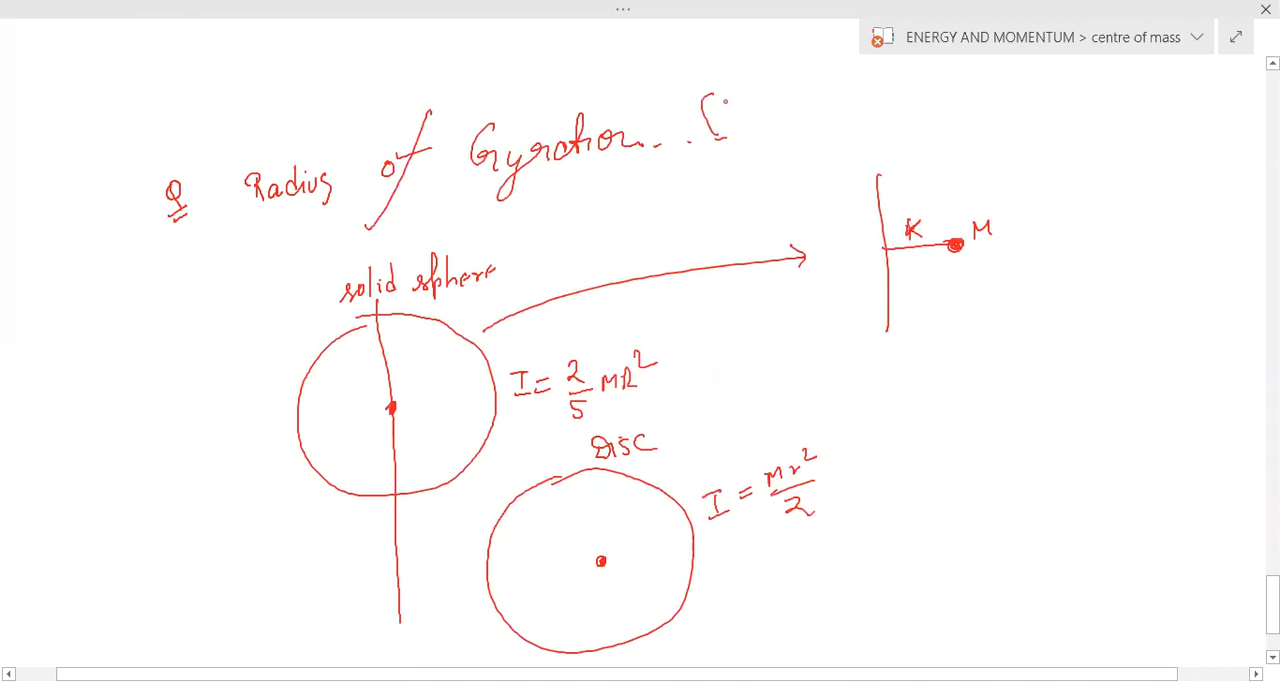 ENERGY AND MOMENTUM > centre of mass
Q Radius of Gyration...
K M
solid sphere
I = 2/5 MR²
DISC
I = Mr²/2